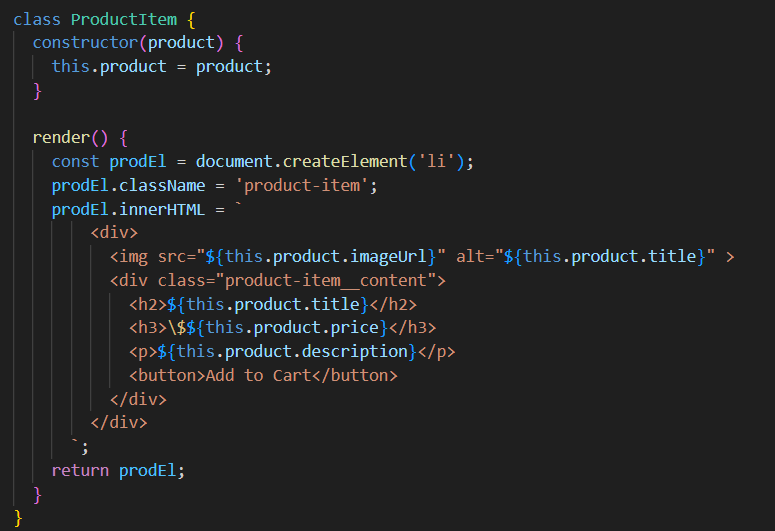 class ProductItem {
constructor(product) {
this.product = product;
}
render() {
const prodEl = document.createElement('li');
prodEl.className = 'product-item';
prodEl.innerHTML = `
<div>
<img src="${this.product.imageUrl}" alt="${this.product.title}" >
<div class="product-item__content">
<h2>${this.product.title}</h2>
<h3>\$${this.product.price}</h3>
<p>${this.product.description}</p>
<button>Add to Cart</button>
</div>
</div>
`;
return prodEl;
}
}